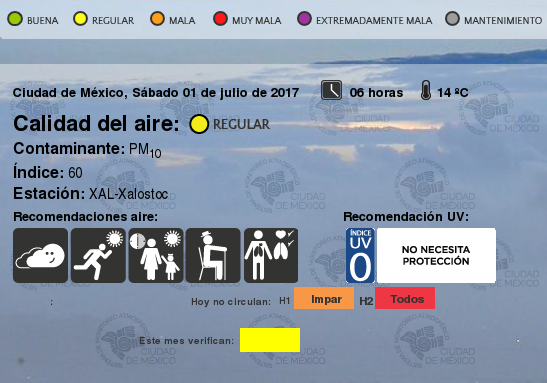 BUENA REGULAR MALA MUY MALA EXTREMADAMENTE MALA MANTENIMIENTO
Ciudad de México, Sábado 01 de julio de 2017 06 horas 14 ºC
Calidad del aire: REGULAR
Contaminante: PM10
Índice: 60
Estación: XAL-Xalostoc
Recomendaciones aire: Recomendación UV:
ÍNDICE UV 0 NO NECESITA PROTECCIÓN
: Hoy no circulan: H1 Impar H2 Todos
Este mes verifican:
CIUDAD DE MÉXICO